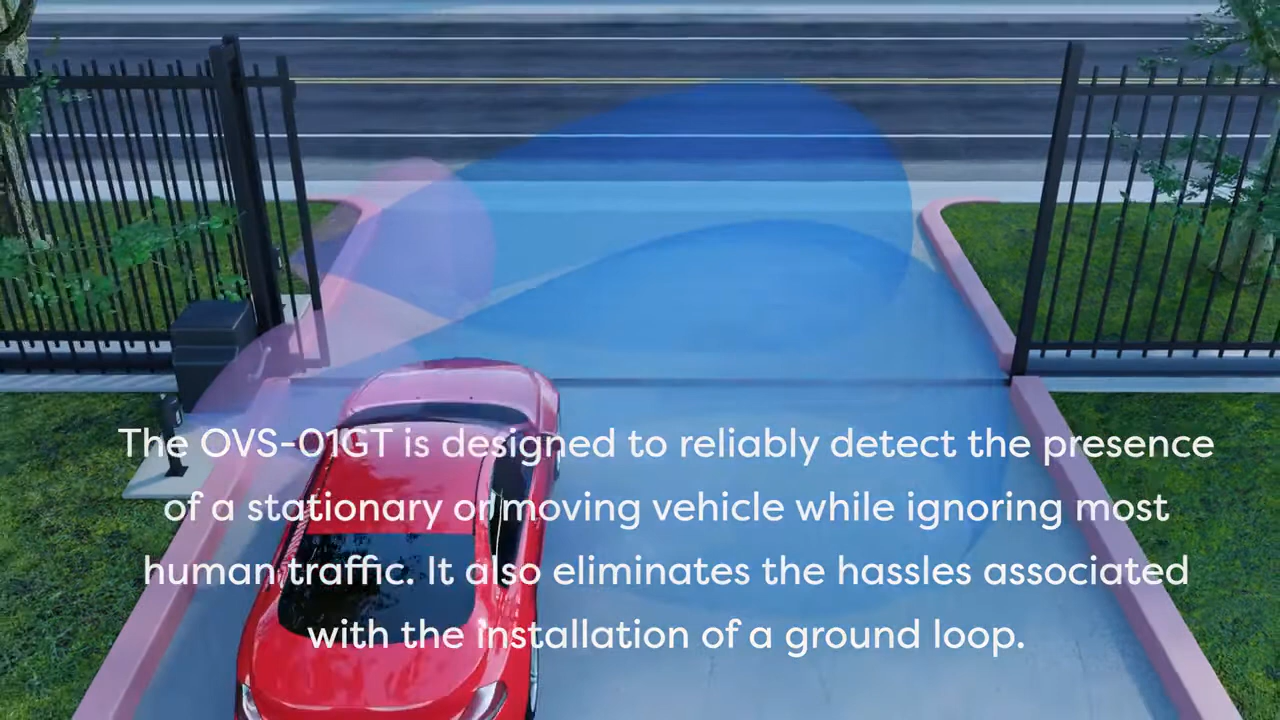 The OVS-01GT is designed to reliably detect the presence
of a stationary or moving vehicle while ignoring most
human traffic. It also eliminates the hassles associated
with the installation of a ground loop.